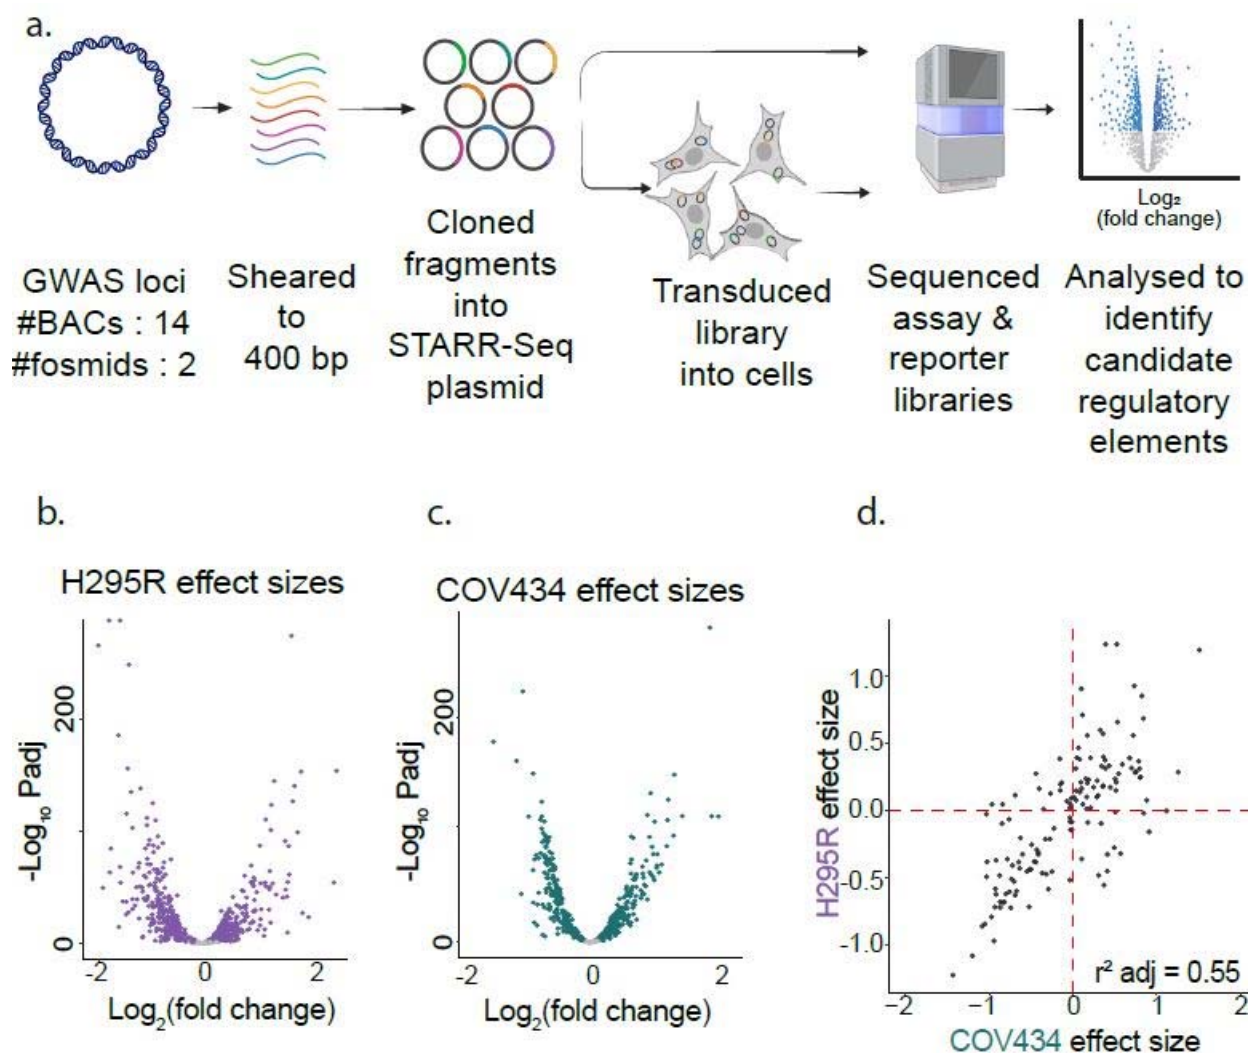 a.
GWAS loci
#BACs : 14
#fosmids : 2
Sheared
to
400 bp
Cloned
fragments
into
STARR-Seq
plasmid
Transduced
library
into cells
Sequenced
assay &
reporter
libraries
Log₂
(fold change)
Analysed to
identify
candidate
regulatory
elements
b.
H295R effect sizes
-Log₁₀ Padj
200
0
-2
0
2
Log₂(fold change)
c.
COV434 effect sizes
-Log₁₀ Padj
200
0
-2
0
2
Log₂(fold change)
d.
H295R effect size
1.0
0.5
0.0
-0.5
-1.0
r² adj = 0.55
−2
−1
0
1
2
COV434 effect size